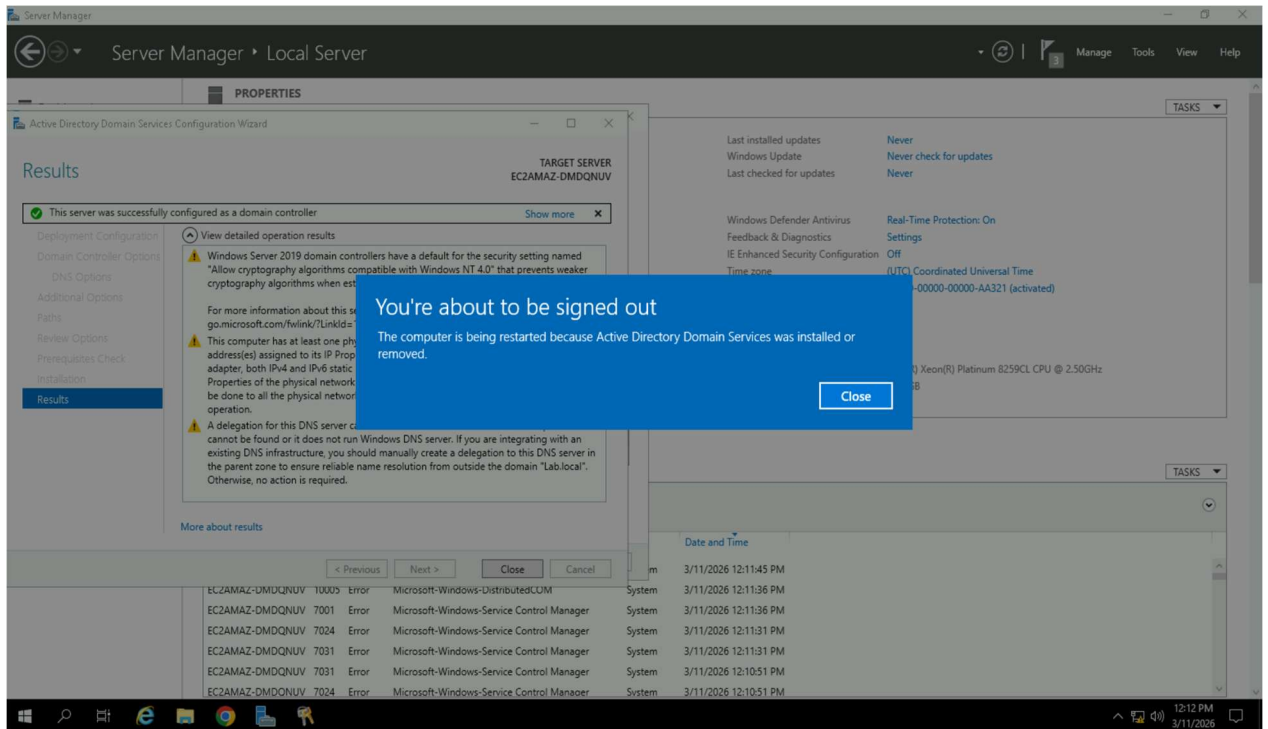 Server Manager
Server Manager • Local Server
3
Manage Tools View Help
PROPERTIES
TASKS
Active Directory Domain Services Configuration Wizard
Results
TARGET SERVER
EC2AMAZ-DMDQNUV
This server was successfully configured as a domain controller
Show more
Deployment Configuration
Domain Controller Options
DNS Options
Additional Options
Paths
Review Options
Prerequisites Check
Installation
Results
View detailed operation results
Windows Server 2019 domain controllers have a default for the security setting named
"Allow cryptography algorithms compatible with Windows NT 4.0" that prevents weaker
cryptography algorithms when est
For more information about this se
go.microsoft.com/fwlink/?LinkId=
This computer has at least one phy
address(es) assigned to its IP Prop
adapter, both IPv4 and IPv6 static
Properties of the physical network
be done to all the physical networ
operation.
A delegation for this DNS server ca
cannot be found or it does not run Windows DNS server. If you are integrating with an
existing DNS infrastructure, you should manually create a delegation to this DNS server in
the parent zone to ensure reliable name resolution from outside the domain "Lab.local".
Otherwise, no action is required.
More about results
< Previous Next > Close Cancel
Last installed updates Never
Windows Update Never check for updates
Last checked for updates Never
Windows Defender Antivirus Real-Time Protection: On
Feedback & Diagnostics Settings
IE Enhanced Security Configuration Off
Time zone (UTC) Coordinated Universal Time
-00000-00000-AA321 (activated)
Xeon(R) Platinum 8259CL CPU @ 2.50GHz
You're about to be signed out
The computer is being restarted because Active Directory Domain Services was installed or
removed.
Close
TASKS
Date and Time
3/11/2026 12:11:45 PM
EC2AMAZ-DMDQNUV 10005 Error Microsoft-Windows-DistributedCOM System 3/11/2026 12:11:36 PM
EC2AMAZ-DMDQNUV 7001 Error Microsoft-Windows-Service Control Manager System 3/11/2026 12:11:36 PM
EC2AMAZ-DMDQNUV 7024 Error Microsoft-Windows-Service Control Manager System 3/11/2026 12:11:31 PM
EC2AMAZ-DMDQNUV 7031 Error Microsoft-Windows-Service Control Manager System 3/11/2026 12:11:31 PM
EC2AMAZ-DMDQNUV 7031 Error Microsoft-Windows-Service Control Manager System 3/11/2026 12:10:51 PM
EC2AMAZ-DMDQNUV 7024 Error Microsoft-Windows-Service Control Manager System 3/11/2026 12:10:51 PM
12:12 PM
3/11/2026